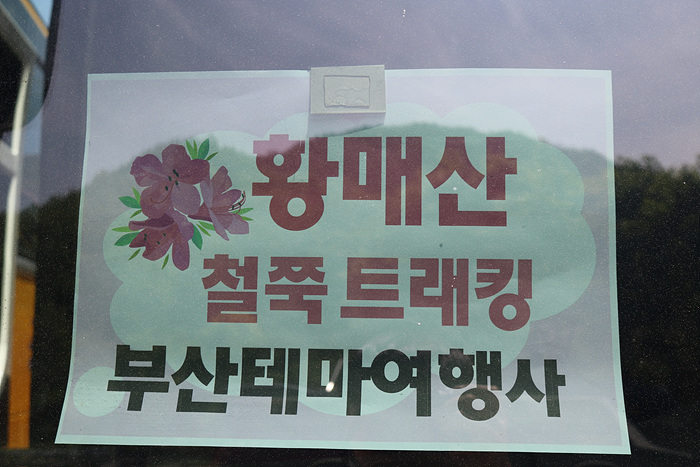 황매산
철쭉 트래킹
부산테마여행사